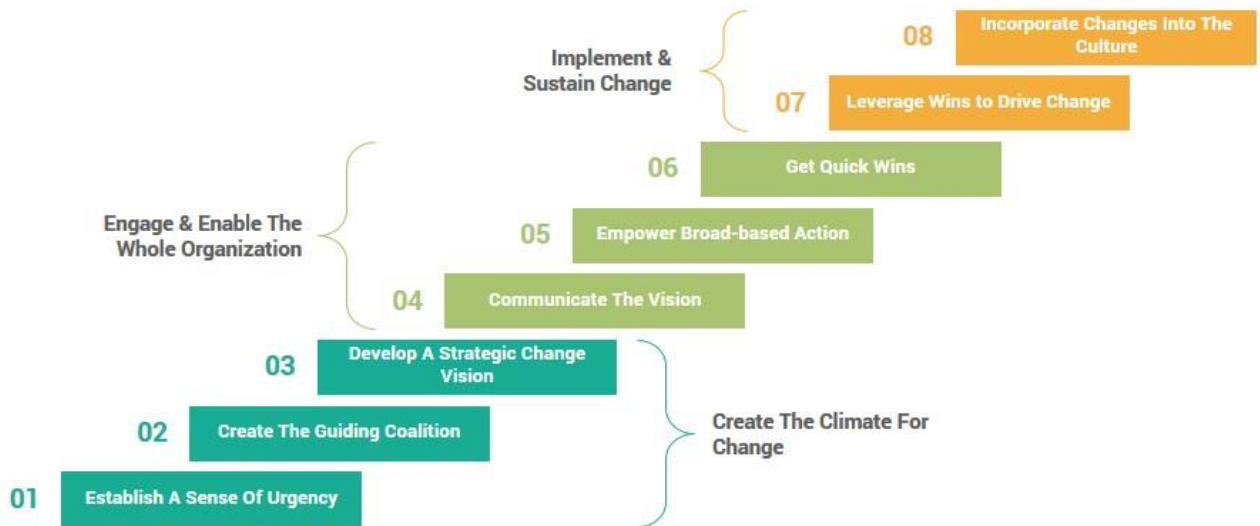 08
Incorporate Changes Into The
Culture
Implement &
Sustain Change
07
Leverage Wins to Drive Change
06
Get Quick Wins
Engage & Enable The
Whole Organization
05
Empower Broad-based Action
04
Communicate The Vision
03
Develop A Strategic Change
Vision
02
Create The Guiding Coalition
Create The Climate For
Change
01
Establish A Sense Of Urgency